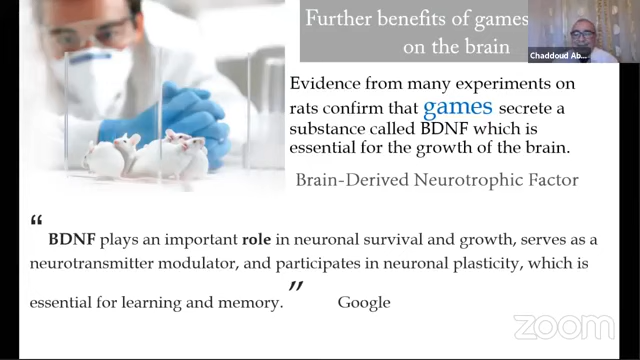 Further benefits of games
on the brain
Chaddoud Ab...
Evidence from many experiments on
rats confirm that games secrete a
substance called BDNF which is
essential for the growth of the brain.
Brain-Derived Neurotrophic Factor
“ BDNF plays an important role in neuronal survival and growth, serves as a
neurotransmitter modulator, and participates in neuronal plasticity, which is
essential for learning and memory. ” Google
zoom